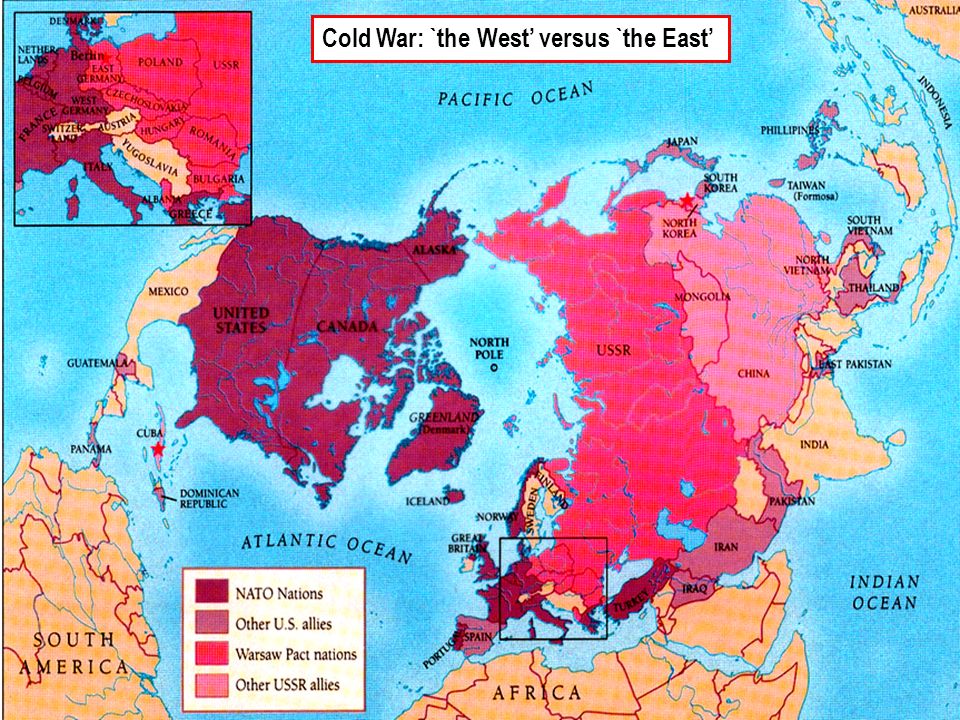 Cold War: `the West’ versus `the East’
DENMARK
NETHER
LANDS
Berlin
EAST
GERMANY
POLAND
USSR
BELGIUM
WEST
GERMANY
CZECHOSLOVAKIA
FRANCE
SWITZER
LAND
AUSTRIA
HUNGARY
ROMANIA
YUGOSLAVIA
ITALY
BULGARIA
ALBANIA
GREECE
PACIFIC OCEAN
AUSTRALIA
INDONESIA
PHILLIPINES
JAPAN
SOUTH
KOREA
TAIWAN
(Formosa)
NORTH
KOREA
SOUTH
VIETNAM
NORTH
VIETNAM
THAILAND
ALASKA
MEXICO
UNITED
STATES
CANADA
NORTH
POLE
USSR
MONGOLIA
CHINA
EAST PAKISTAN
GUATEMALA
GREENLAND
(Denmark)
CUBA
PANAMA
INDIA
DOMINICAN
REPUBLIC
ICELAND
NORWAY
SWEDEN
FINLAND
PAKISTAN
ATLANTIC OCEAN
GREAT
BRITAIN
IRAN
IRAQ
TURKEY
INDIAN
OCEAN
PORTUGAL
SPAIN
SOUTH
AMERICA
AFRICA
NATO Nations
Other U.S. allies
Warsaw Pact nations
Other USSR allies